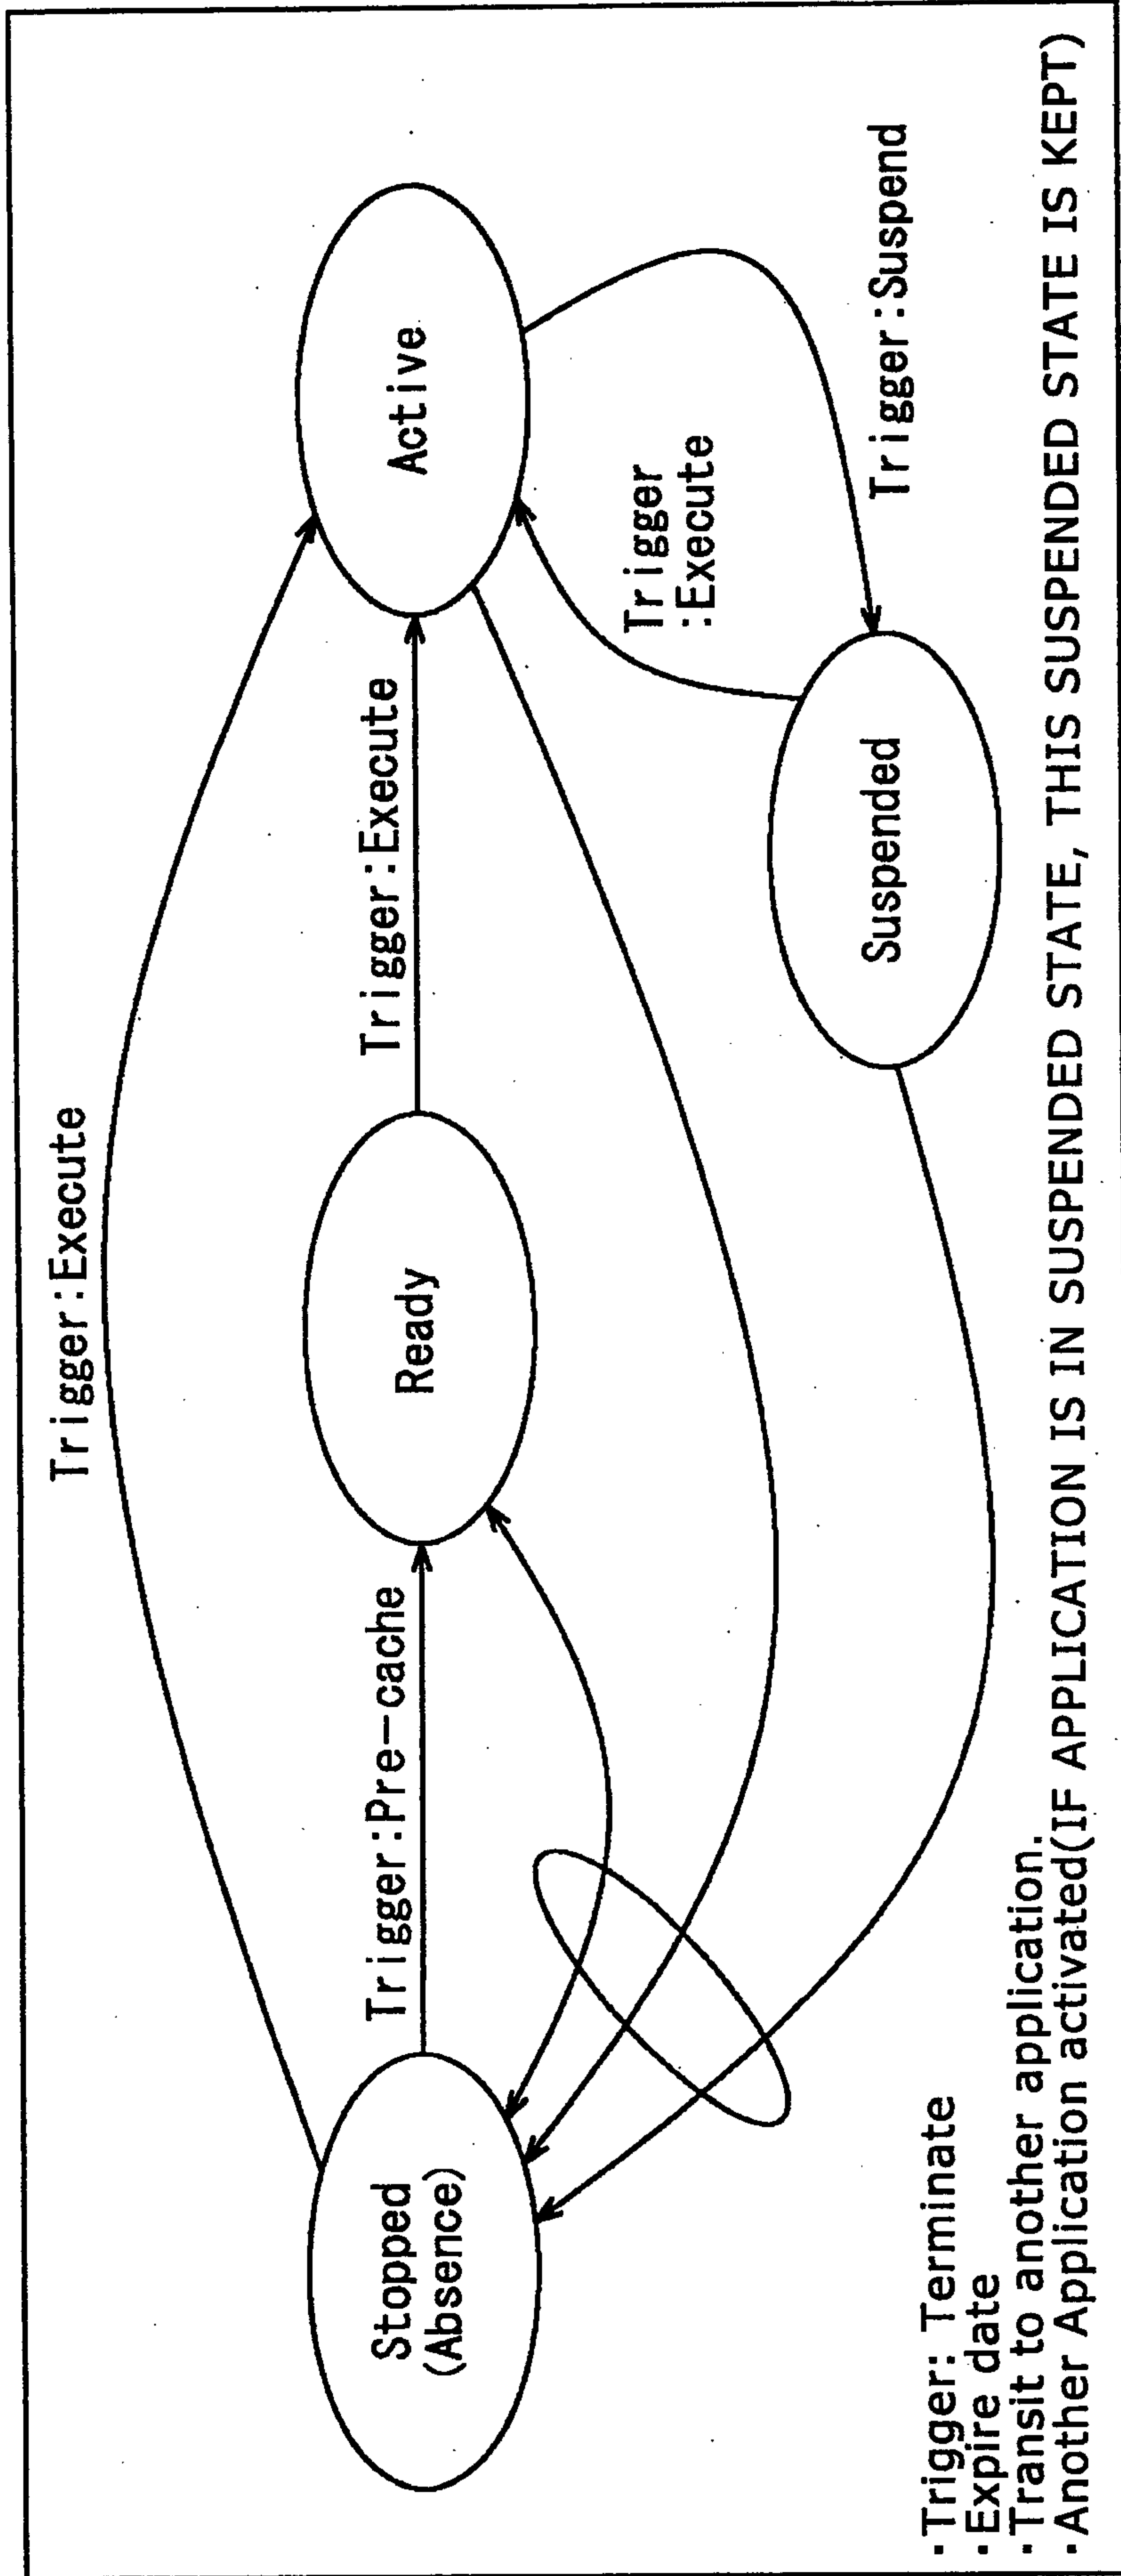 Trigger:Execute
Stopped
(Absence)
Trigger:Pre-cache
Ready
Trigger:Execute
Active
Trigger
:Execute
Trigger:Suspend
Suspended
·Trigger: Terminate
·Expire date
·Transit to another application.
·Another Application activated(IF APPLICATION IS IN SUSPENDED STATE, THIS SUSPENDED STATE IS KEPT)